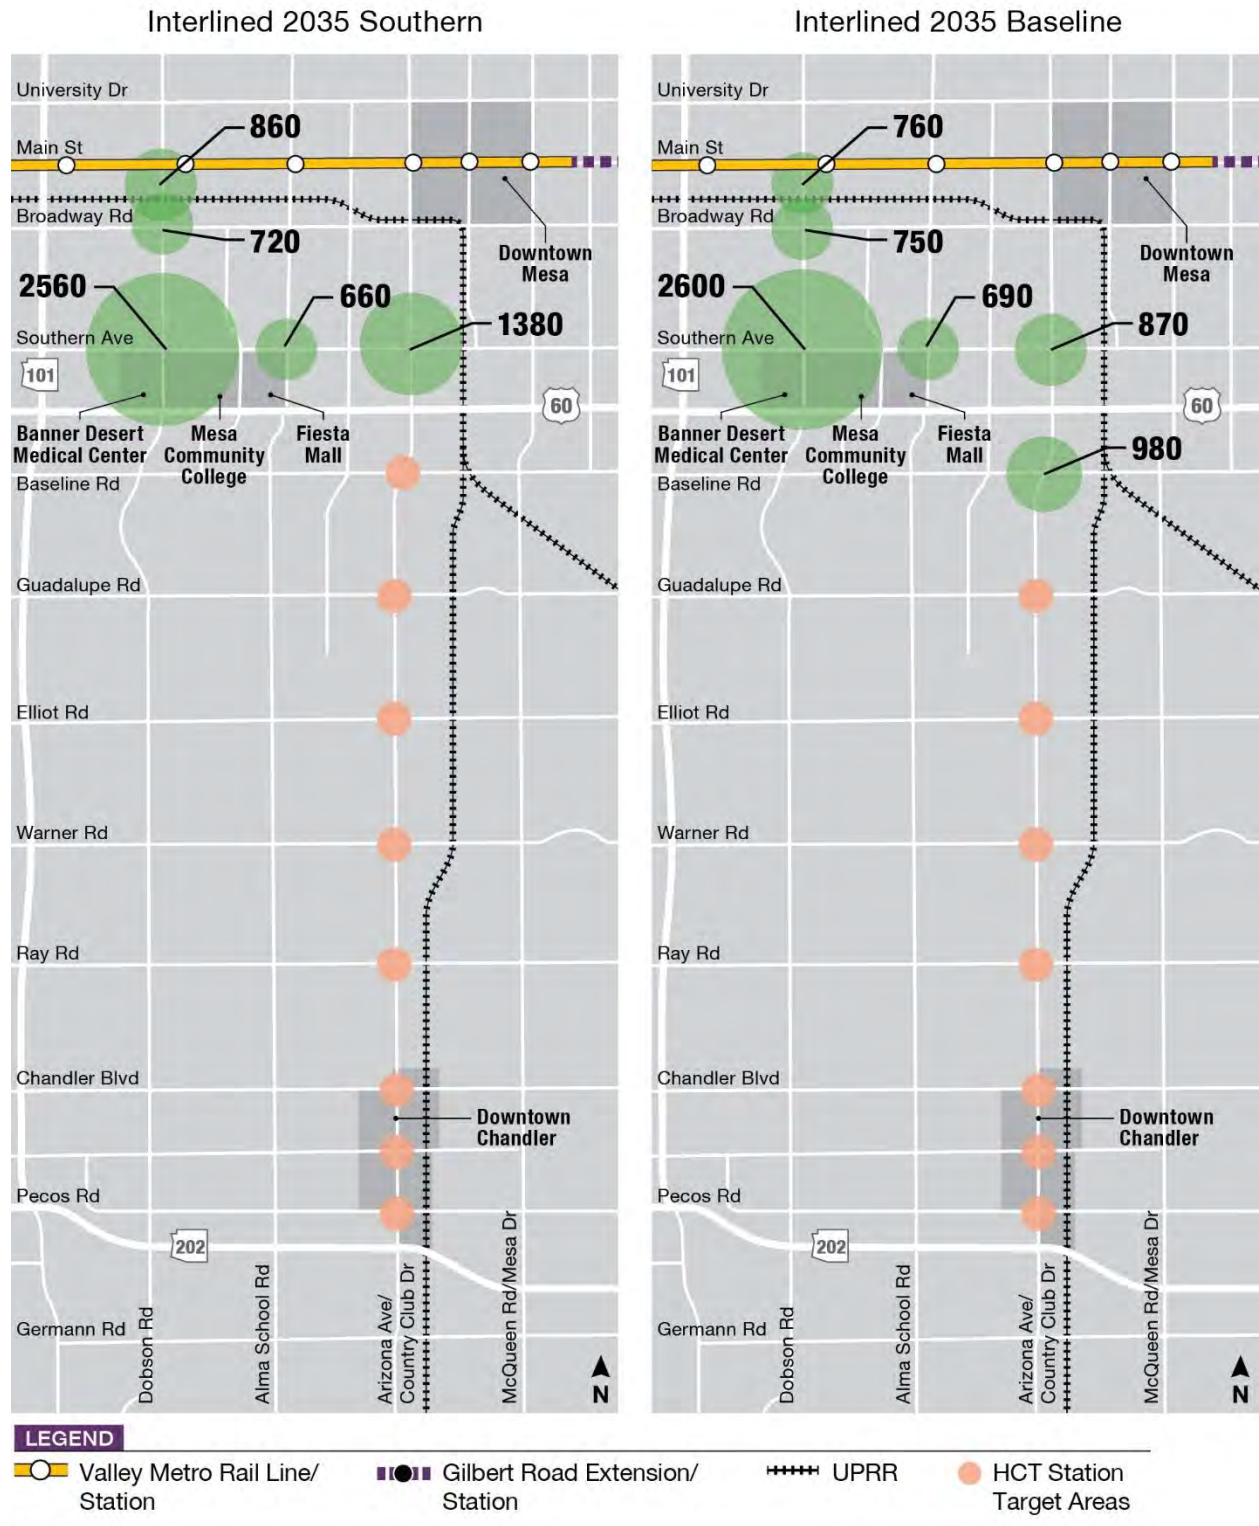 Interlined 2035 Southern
University Dr
860
Main St
Broadway Rd
720
Downtown
Mesa
2560
660
1380
Southern Ave
101
60
Banner Desert
Medical Center
Mesa
Community
College
Fiesta
Mall
Baseline Rd
Guadalupe Rd
Elliot Rd
Warner Rd
Ray Rd
Chandler Blvd
Downtown
Chandler
Pecos Rd
202
Germann Rd
Dobson Rd
Alma School Rd
Arizona Ave/
Country Club Dr
McQueen Rd/Mesa Dr
N
Interlined 2035 Baseline
University Dr
760
Main St
Broadway Rd
750
Downtown
Mesa
2600
690
870
Southern Ave
101
60
Banner Desert
Medical Center
Mesa
Community
College
Fiesta
Mall
980
Baseline Rd
Guadalupe Rd
Elliot Rd
Warner Rd
Ray Rd
Chandler Blvd
Downtown
Chandler
Pecos Rd
202
Germann Rd
Dobson Rd
Alma School Rd
Arizona Ave/
Country Club Dr
McQueen Rd/Mesa Dr
N
LEGEND
Valley Metro Rail Line/
Station
Gilbert Road Extension/
Station
UPRR
HCT Station
Target Areas